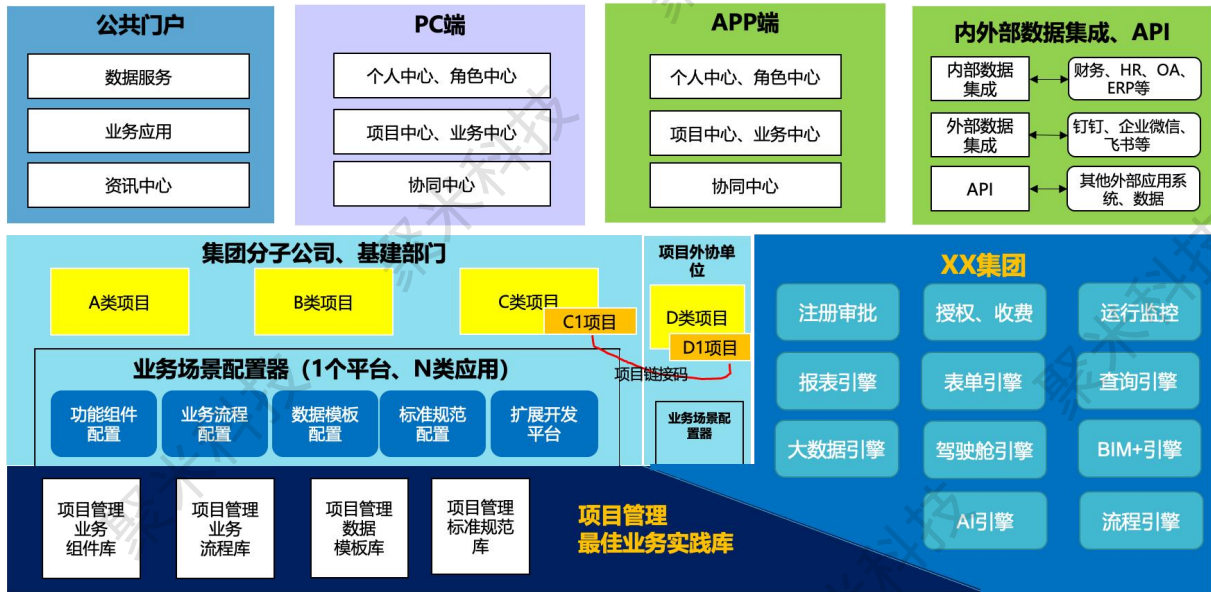 公共门户
数据服务
业务应用
资讯中心
PC端
个人中心、角色中心
项目中心、业务中心
协同中心
APP端
个人中心、角色中心
项目中心、业务中心
协同中心
内外部数据集成、API
内部数据
集成
财务、HR、OA、
ERP等
外部数据
集成
钉钉、企业微信、
飞书等
API
其他外部应用系
统、数据
集团分子公司、基建部门
A类项目
B类项目
C类项目
C1项目
项目外协单
位
D类项目
D1项目
项目链接码
业务场景配置器（1个平台、N类应用）
功能组件
配置
业务流程
配置
数据模板
配置
标准规范
配置
扩展开发
平台
业务场景配
置器
XX集团
注册审批
授权、收费
运行监控
报表引擎
表单引擎
查询引擎
大数据引擎
驾驶舱引擎
BIM+引擎
AI引擎
流程引擎
项目管理
业务
组件库
项目管理
业务
流程库
项目管理
数据
模板库
项目管理
标准规范
库
项目管理
最佳业务实践库
聚米科技
聚米科技
聚米科技
聚米科技